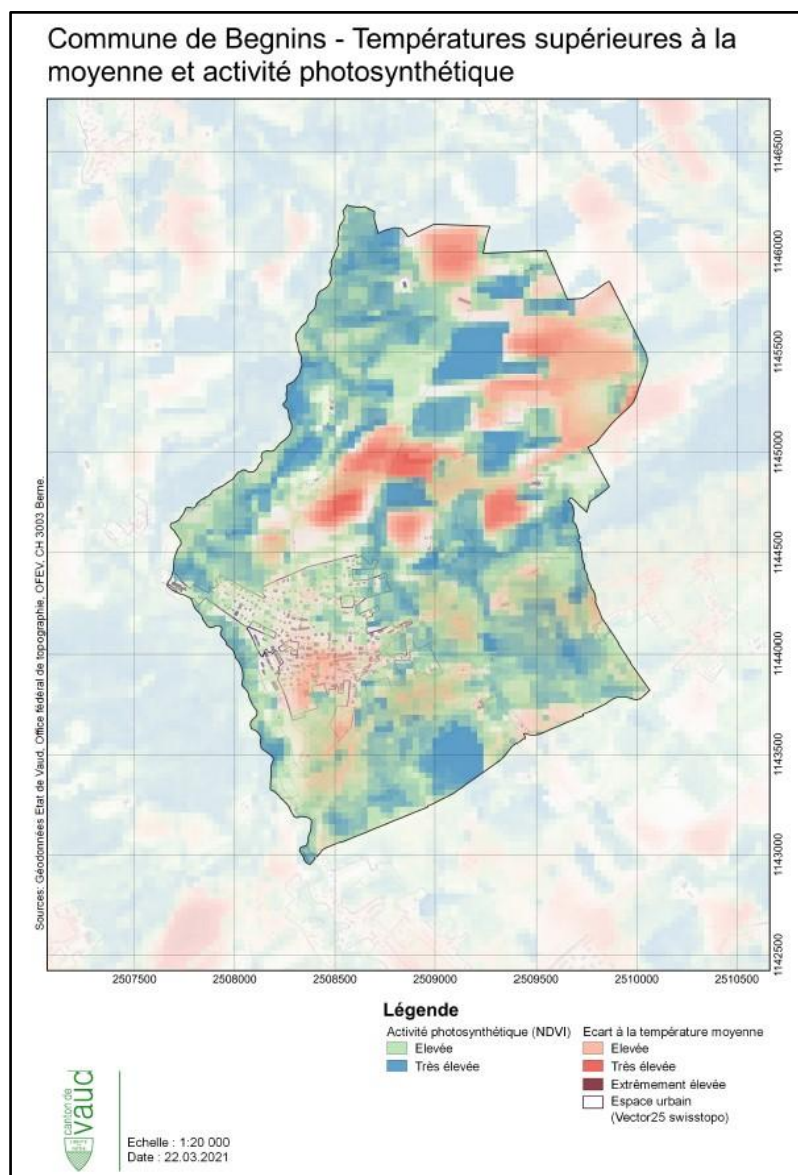 Commune de Begnins - Températures supérieures à la
moyenne et activité photosynthétique
1146500
1146000
1145500
1145000
1144500
1144000
1143500
1143000
1142500
Sources: Géodonnées Etat de Vaud, Office fédéral de topographie, OFEV, CH 3003 Berne.
2507500 2508000 2508500 2509000 2509500 2510000 2510500
Légende
Activité photosynthétique (NDVI)
Elevée
Très élevée
Ecart à la température moyenne
Elevée
Très élevée
Extrêmement élevée
Espace urbain
(Vector25 swisstopo)
canton de
vaud
Echelle : 1:20 000
Date : 22.03.2021